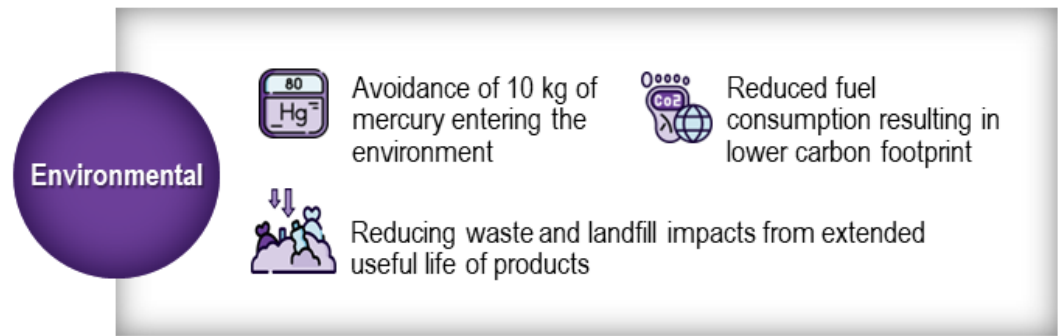 Environmental
80
Hg
Avoidance of 10 kg of
mercury entering the
environment
Co2
Reduced fuel
consumption resulting in
lower carbon footprint
Reducing waste and landfill impacts from extended
useful life of products